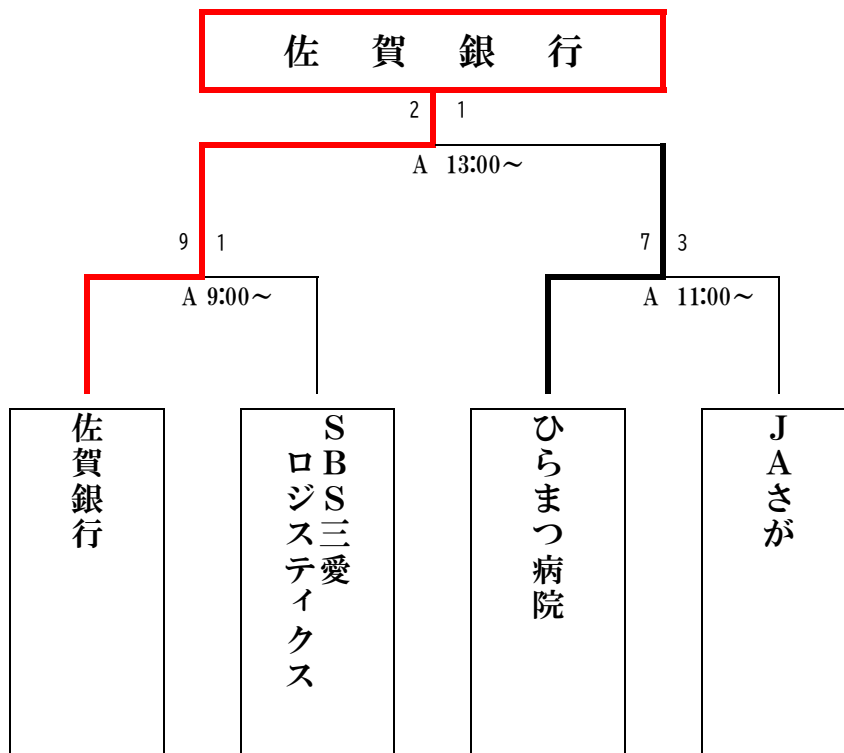 佐賀銀行
2 1
A 13:00～
9 1
7 3
A 9:00～
A 11:00～
佐賀銀行
SBS三愛
ロジスティクス
ひらまつ病院
JAさが